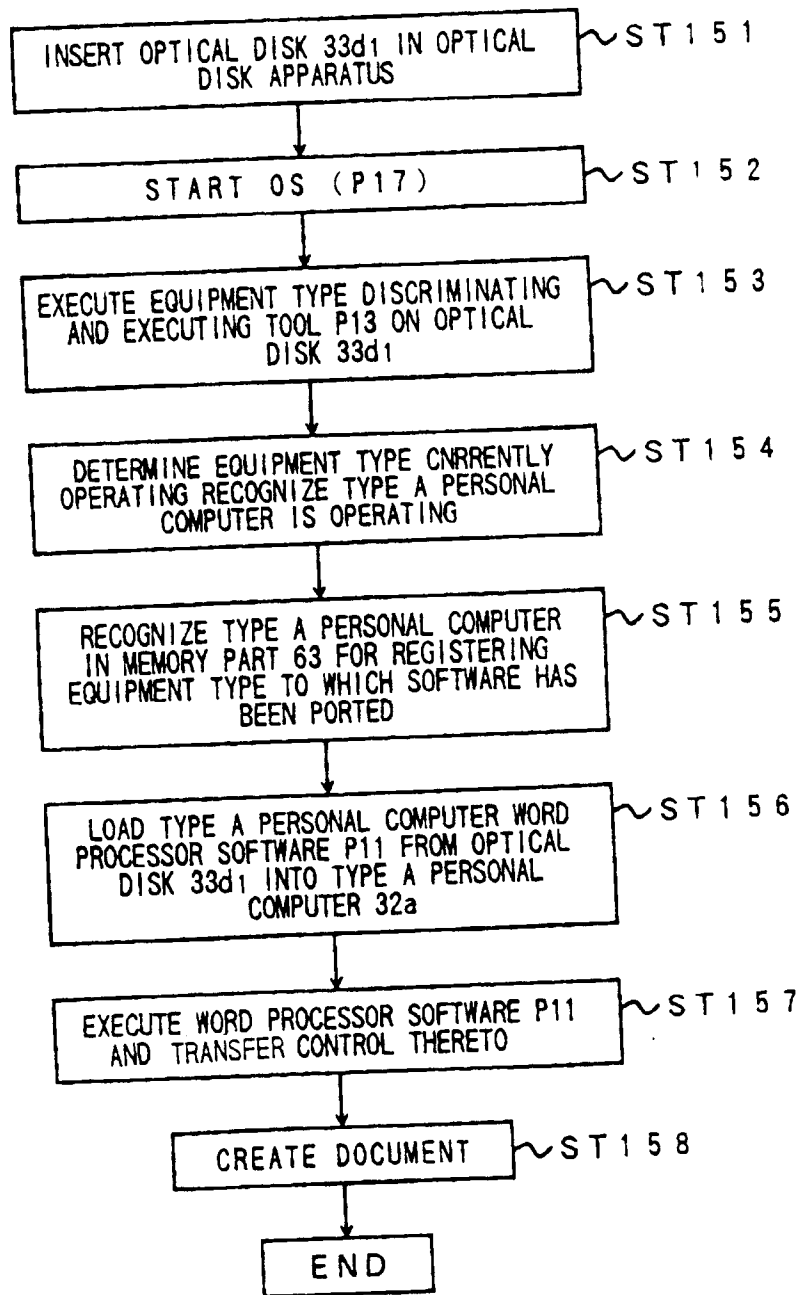 INSERT OPTICAL DISK 33d1 IN OPTICAL
DISK APPARATUS
ST151
START OS (P17)
ST152
EXECUTE EQUIPMENT TYPE DISCRIMINATING
AND EXECUTING TOOL P13 ON OPTICAL
DISK 33d1
ST153
DETERMINE EQUIPMENT TYPE CNRRENTLY
OPERATING RECOGNIZE TYPE A PERSONAL
COMPUTER IS OPERATING
ST154
RECOGNIZE TYPE A PERSONAL COMPUTER
IN MEMORY PART 63 FOR REGISTERING
EQUIPMENT TYPE TO WHICH SOFTWARE HAS
BEEN PORTED
ST155
LOAD TYPE A PERSONAL COMPUTER WORD
PROCESSOR SOFTWARE P11 FROM OPTICAL
DISK 33d1 INTO TYPE A PERSONAL
COMPUTER 32a
ST156
EXECUTE WORD PROCESSOR SOFTWARE P11
AND TRANSFER CONTROL THERETO
ST157
CREATE DOCUMENT
ST158
END